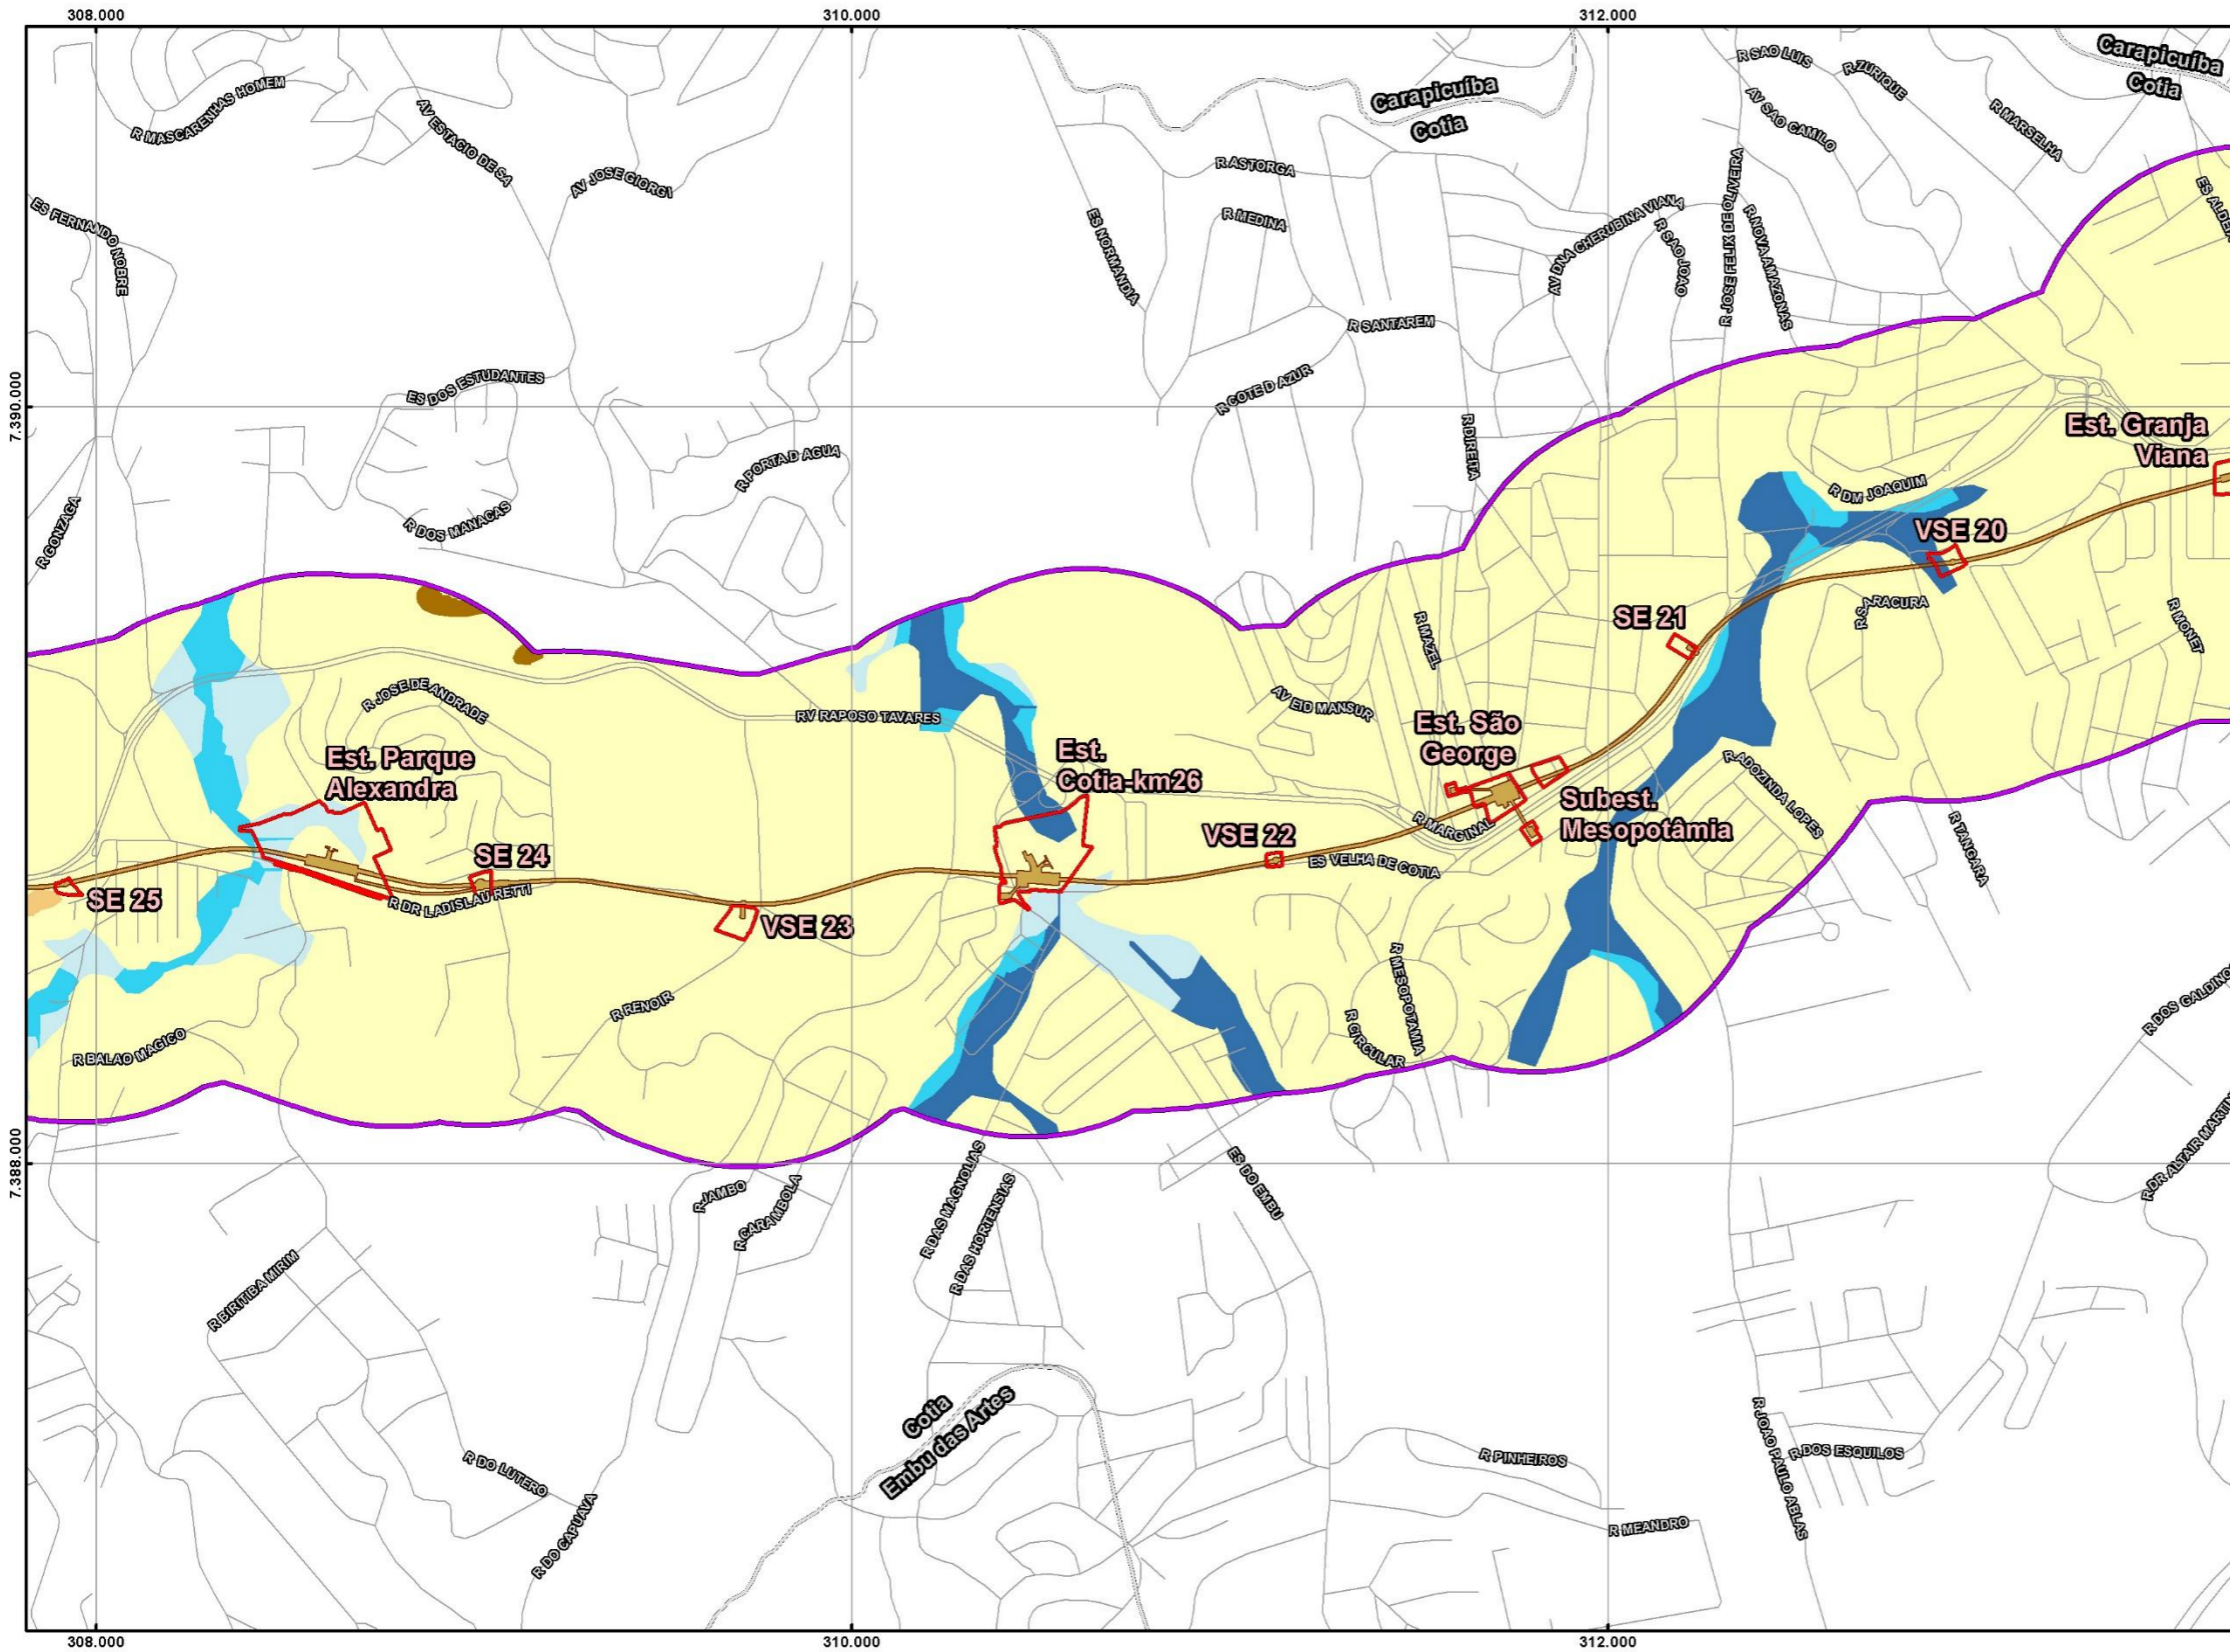 308.000
310.000
312.000
Carapicuíba
Cotia
Carapicuíba
Cotia
R SAO LUIS
R ZURIQUE
R MASCARENHAS HOMEM
AV ESTACIO DE SA
AV JOSE GIORGI
R ASTORGA
R MEDINA
AV SAO CAMILO
R MARSELHA
ES FERNANDO NOBRE
ES NORMANDIA
AV DNA CHERUBINA VIANA
R SAO JOAO
R JOSE FELIX DE OLIVEIRA
R NOVA AMAZONAS
R SANTAREM
ES DOS ESTUDANTES
R COTE D AZUR
7.390.000
R DIREITA
Est. Granja
Viana
R PORTA D AGUA
R GONZAGA
R DOS MANACAS
R DM JOAQUIM
VSE 20
SE 21
R MAZEL
R MONET
R JOSE DE ANDRADE
RV RAPOSO TAVARES
AV EID MANSUR
Est. São
George
Est. Parque
Alexandra
Est.
Cotia-km26
R ADOZINDA LOPES
Subest.
Mesopotâmia
R MARGINAL
VSE 22
ES VELHA DE COTIA
R TANGARA
SE 24
SE 25
R DR LADISLAU RETTI
VSE 23
R MESOPOTAMIA
R RENOIR
R CIRCULAR
R BALAO MAGICO
7.388.000
R JAMBO
R CARAMBOLA
R DAS MAGNOLIAS
R DAS HORTENSIAS
ES DO EMBU
R BIRITIBA MIRIM
Cotia
Embu das Artes
R DO LUTERO
R DO CAPUAVA
R PINHEIROS
R MEANDRO
R JOAO PAULO ABLAS
R DOS ESQUILOS
308.000
310.000
312.000